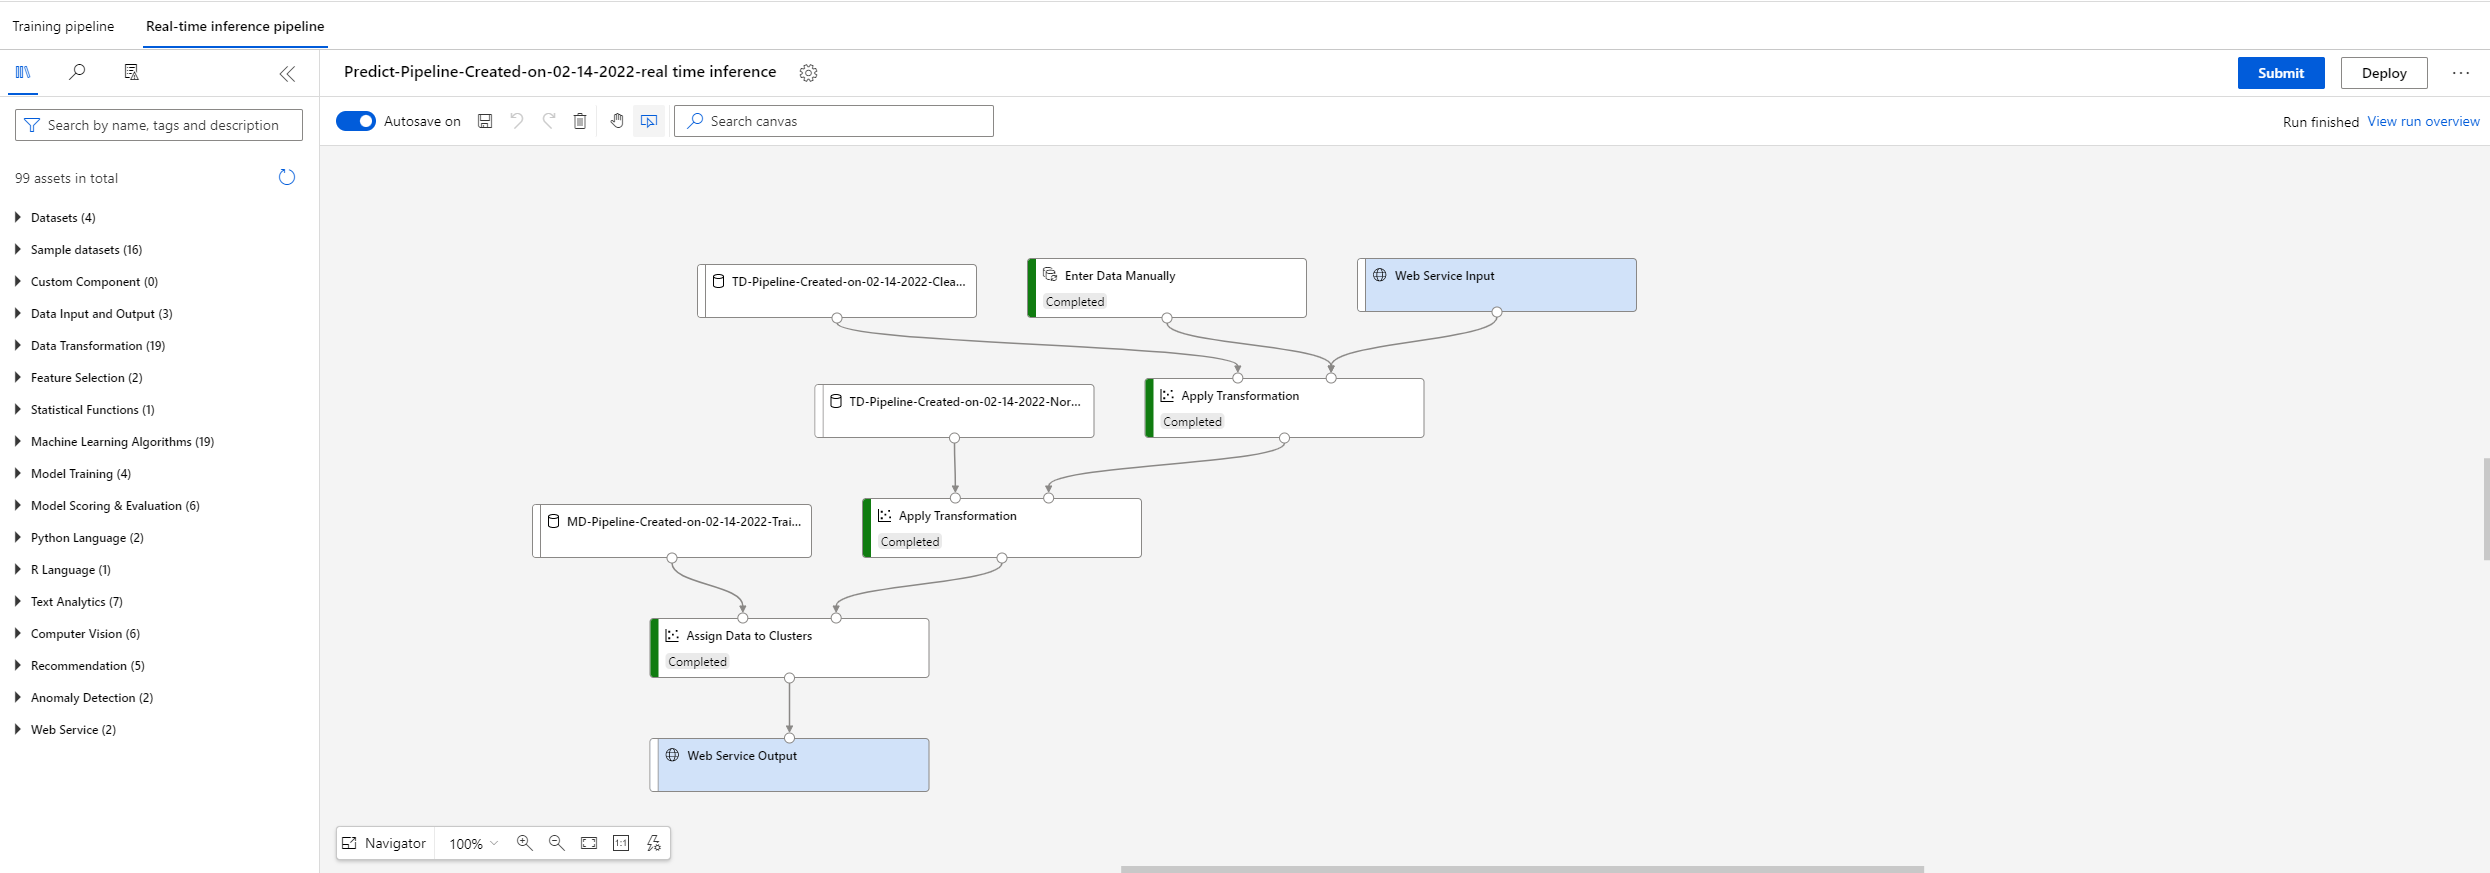 Training pipeline
Real-time inference pipeline
Predict-Pipeline-Created-on-02-14-2022-real time inference
Submit
Deploy
Search by name, tags and description
Autosave on
Search canvas
Run finished
View run overview
99 assets in total
Datasets (4)
Sample datasets (16)
Custom Component (0)
Data Input and Output (3)
Data Transformation (19)
Feature Selection (2)
Statistical Functions (1)
Machine Learning Algorithms (19)
Model Training (4)
Model Scoring & Evaluation (6)
Python Language (2)
R Language (1)
Text Analytics (7)
Computer Vision (6)
Recommendation (5)
Anomaly Detection (2)
Web Service (2)
TD-Pipeline-Created-on-02-14-2022-Clea...
Enter Data Manually
Completed
Web Service Input
TD-Pipeline-Created-on-02-14-2022-Nor...
Apply Transformation
Completed
MD-Pipeline-Created-on-02-14-2022-Trai...
Apply Transformation
Completed
Assign Data to Clusters
Completed
Web Service Output
Navigator
100%
1:1